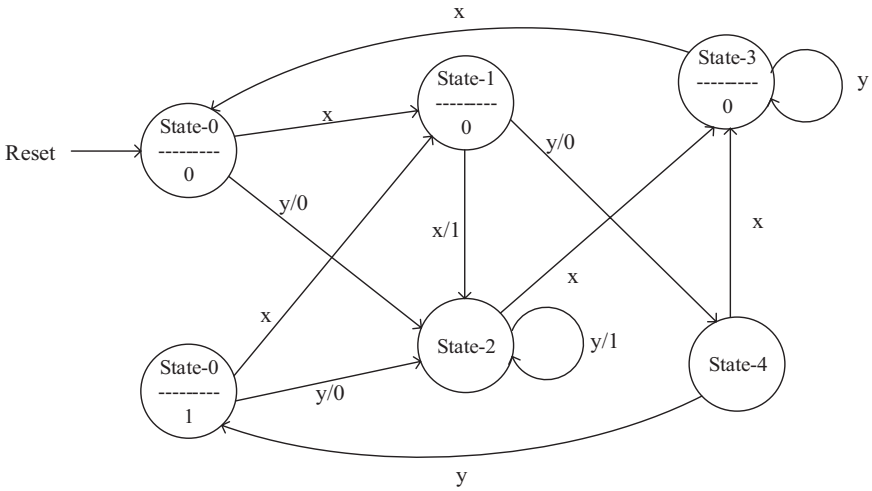 x
State-3
---------
0
y
State-1
---------
0
State-0
---------
0
x
Reset
y/0
y/0
x/1
x
x
x
State-2
y/1
State-4
State-0
---------
1
y/0
y